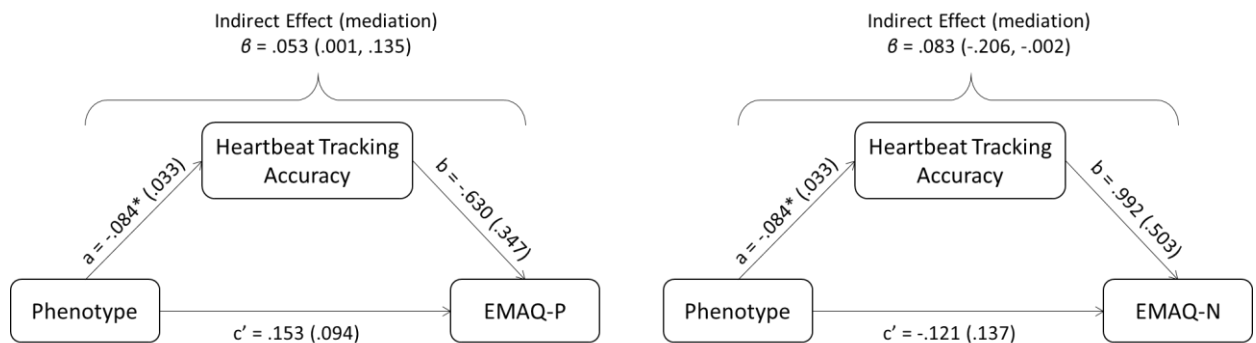 Indirect Effect (mediation)
β = .053 (.001, .135)
Heartbeat Tracking
Accuracy
a = -.084* (.033)
b = -.630 (.347)
Phenotype
EMAQ-P
c’ = .153 (.094)
Indirect Effect (mediation)
β = .083 (-.206, -.002)
Heartbeat Tracking
Accuracy
a = -.084* (.033)
b = .992 (.503)
Phenotype
EMAQ-N
c’ = -.121 (.137)